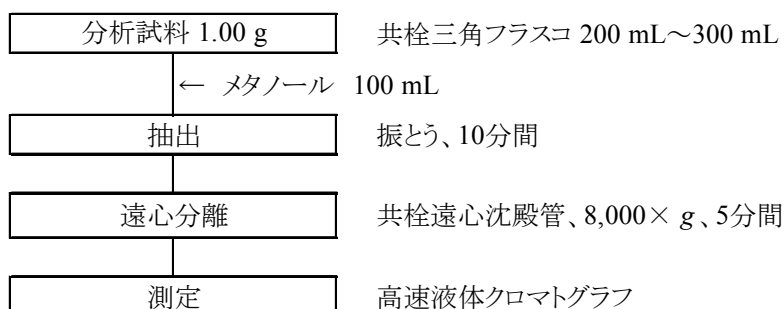 分析試料 1.00 g 共栓三角フラスコ 200 mL～300 mL
← メタノール 100 mL
抽出 振とう、10分間
遠心分離 共栓遠心沈殿管、8,000× g 、5分間
測定 高速液体クロマトグラフ